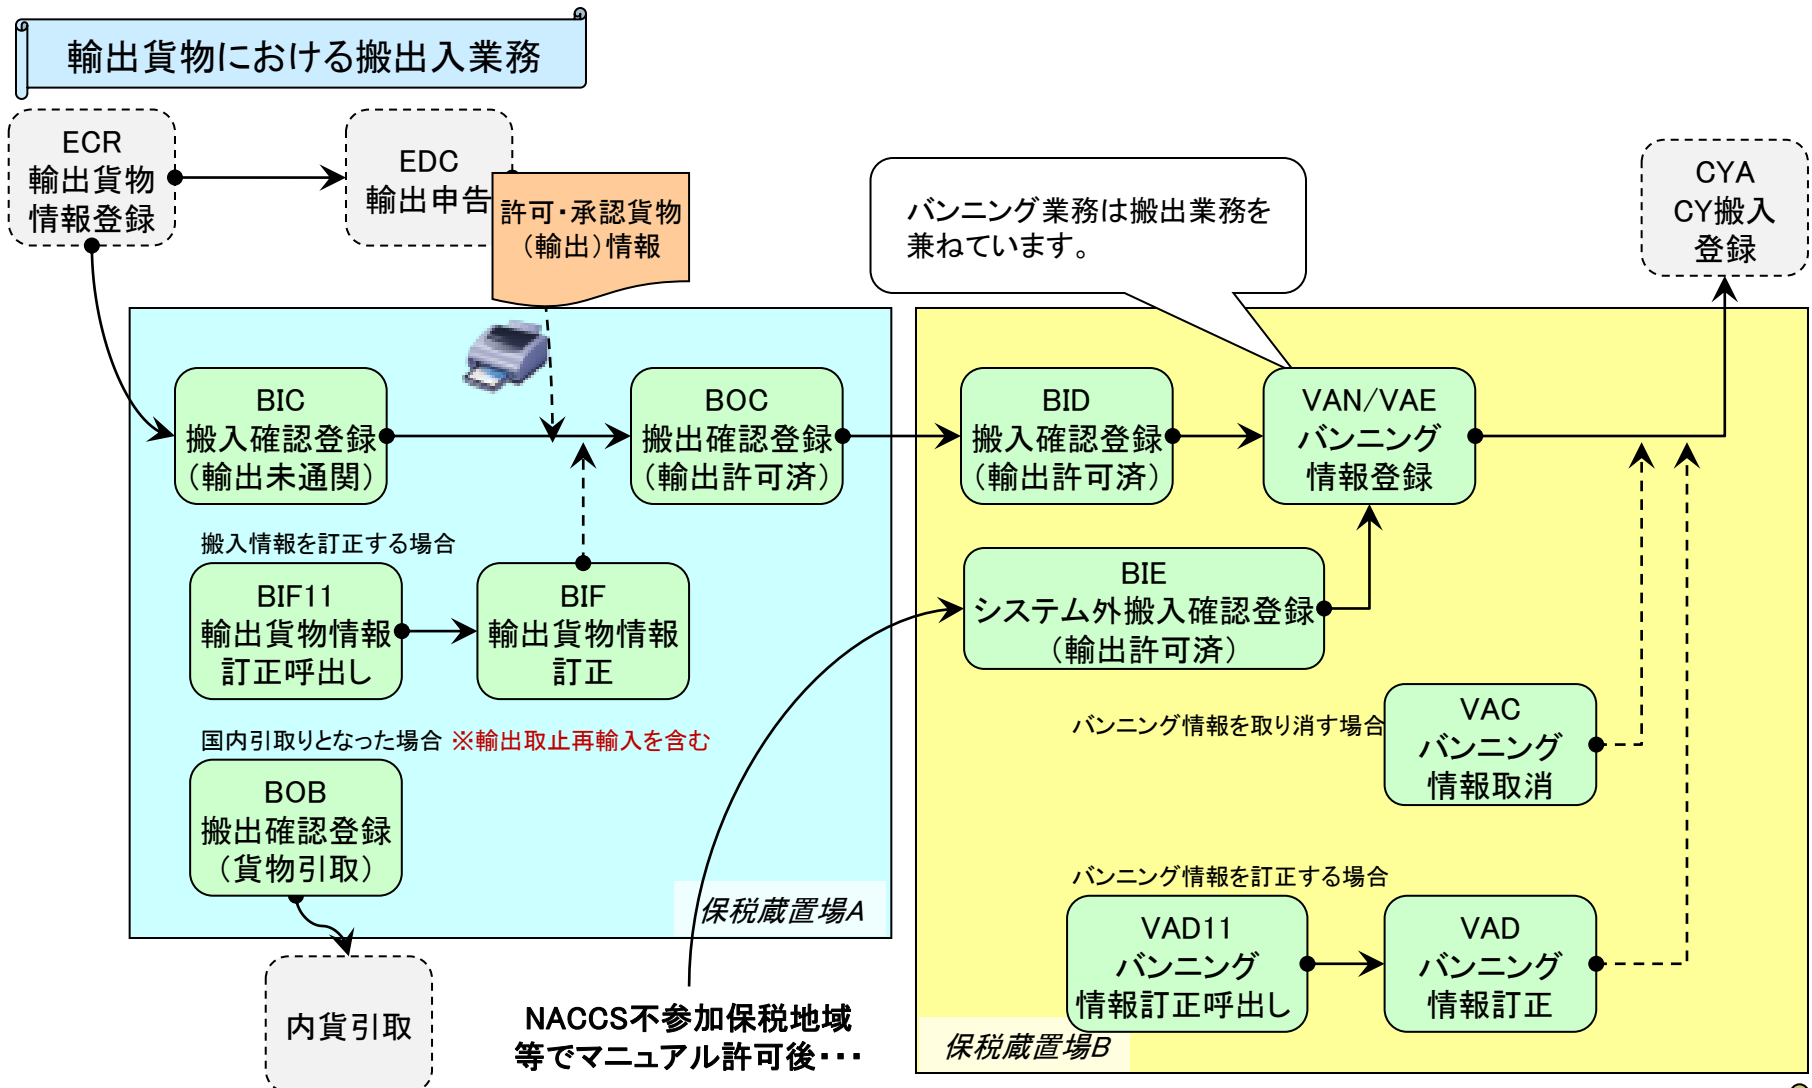 輸出貨物における搬出入業務
ECR
輸出貨物
情報登録
EDC
輸出申告
許可・承認貨物
（輸出）情報
バンニング業務は搬出業務を
兼ねています。
CYA
CY搬入
登録
BIC
搬入確認登録
（輸出未通関）
BOC
搬出確認登録
（輸出許可済）
BID
搬入確認登録
（輸出許可済）
VAN/VAE
バンニング
情報登録
搬入情報を訂正する場合
BIF11
輸出貨物情報
訂正呼出し
BIF
輸出貨物情報
訂正
BIE
システム外搬入確認登録
（輸出許可済）
国内引取りとなった場合 ※輸出取止再輸入を含む
BOB
搬出確認登録
（貨物引取）
保税蔵置場A
バンニング情報を取り消す場合
VAC
バンニング
情報取消
バンニング情報を訂正する場合
VAD11
バンニング
情報訂正呼出し
VAD
バンニング
情報訂正
保税蔵置場B
内貨引取
NACCS不参加保税地域
等でマニュアル許可後・・・